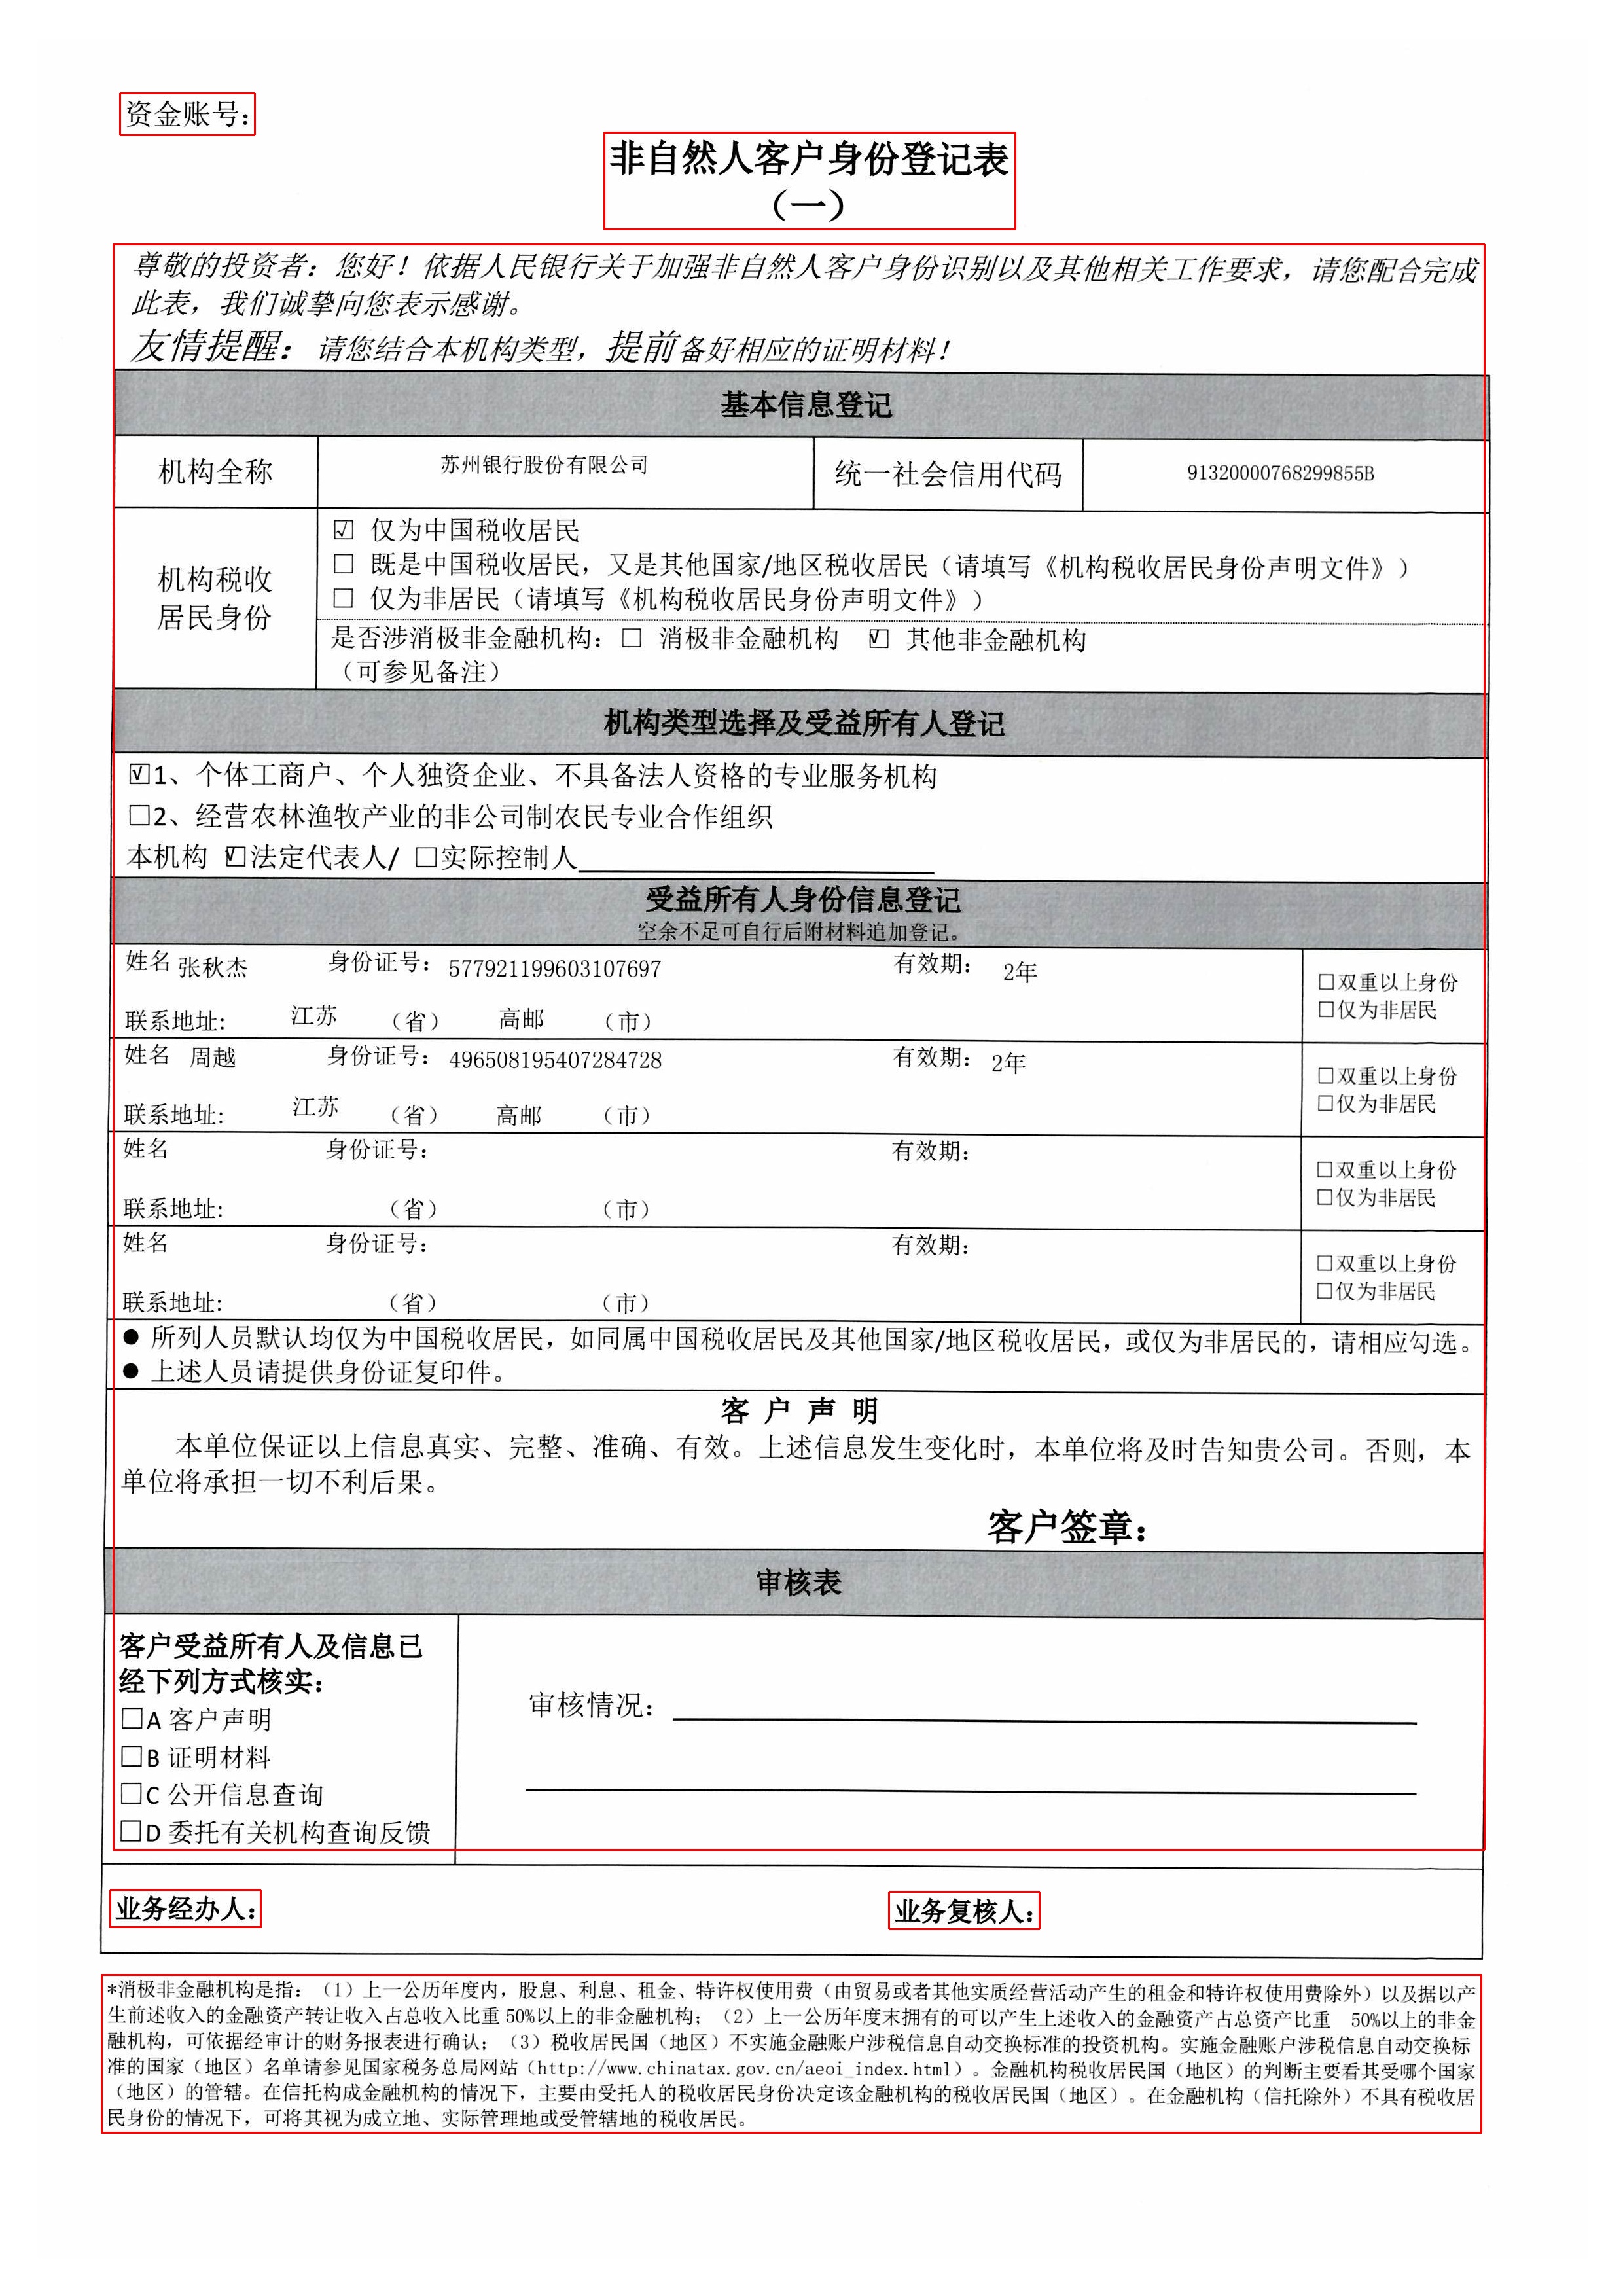 资金账号：
非自然人客户身份登记表
（一）
尊敬的投资者：您好！依据人民银行关于加强非自然人客户身份识别以及其他相关工作要求，请您配合完成
此表，我们诚挚向您表示感谢。
友情提醒：请您结合本机构类型，提前备好相应的证明材料！
基本信息登记
机构全称 苏州银行股份有限公司 统一社会信用代码 91320000768299855B
机构税收
居民身份
☑ 仅为中国税收居民
□ 既是中国税收居民，又是其他国家/地区税收居民（请填写《机构税收居民身份声明文件》）
□ 仅为非居民（请填写《机构税收居民身份声明文件》）
是否涉消极非金融机构：□ 消极非金融机构 ☑ 其他非金融机构
（可参见备注）
机构类型选择及受益所有人登记
☑1、个体工商户、个人独资企业、不具备法人资格的专业服务机构
□2、经营农林渔牧产业的非公司制农民专业合作组织
本机构 ☑法定代表人/ □实际控制人
受益所有人身份信息登记
空余不足可自行后附材料追加登记。
姓名 张秋杰 身份证号：577921199603107697 有效期： 2年
□双重以上身份
□仅为非居民
联系地址: 江苏 （省） 高邮 （市）
姓名 周越 身份证号：496508195407284728 有效期： 2年
□双重以上身份
□仅为非居民
联系地址: 江苏 （省） 高邮 （市）
姓名 身份证号： 有效期：
□双重以上身份
□仅为非居民
联系地址: （省） （市）
姓名 身份证号： 有效期：
□双重以上身份
□仅为非居民
联系地址: （省） （市）
● 所列人员默认均仅为中国税收居民，如同属中国税收居民及其他国家/地区税收居民，或仅为非居民的，请相应勾选。
● 上述人员请提供身份证复印件。
客 户 声 明
本单位保证以上信息真实、完整、准确、有效。上述信息发生变化时，本单位将及时告知贵公司。否则，本
单位将承担一切不利后果。
客户签章：
审核表
客户受益所有人及信息已
经下列方式核实：
□A 客户声明
□B 证明材料
□C 公开信息查询
□D 委托有关机构查询反馈
审核情况：
业务经办人： 业务复核人：
*消极非金融机构是指：（1）上一公历年度内，股息、利息、租金、特许权使用费（由贸易或者其他实质经营活动产生的租金和特许权使用费除外）以及据以产
生前述收入的金融资产转让收入占总收入比重 50%以上的非金融机构；（2）上一公历年度末拥有的可以产生上述收入的金融资产占总资产比重 50%以上的非金
融机构，可依据经审计的财务报表进行确认；（3）税收居民国（地区）不实施金融账户涉税信息自动交换标准的投资机构。实施金融账户涉税信息自动交换标
准的国家（地区）名单请参见国家税务总局网站（http://www.chinatax.gov.cn/aeoi_index.html）。金融机构税收居民国（地区）的判断主要看其受哪个国家
（地区）的管辖。在信托构成金融机构的情况下，主要由受托人的税收居民身份决定该金融机构的税收居民国（地区）。在金融机构（信托除外）不具有税收居
民身份的情况下，可将其视为成立地、实际管理地或受管辖地的税收居民。